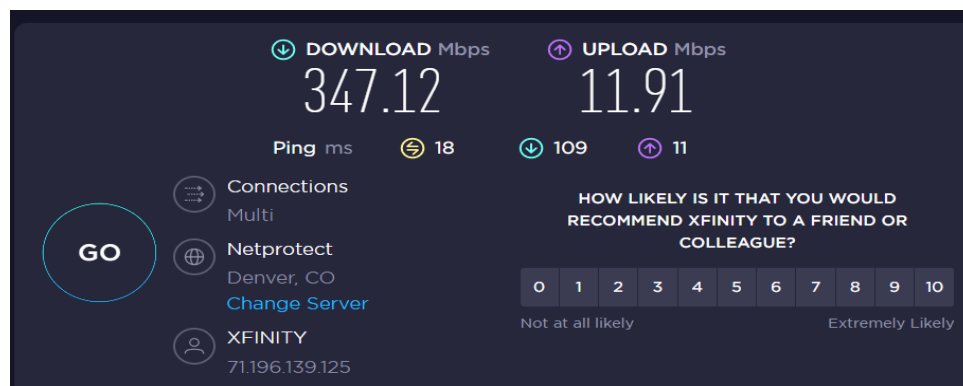 DOWNLOAD Mbps
347.12
UPLOAD Mbps
11.91
Ping ms 18 109 11
GO
Connections
Multi
Netprotect
Denver, CO
Change Server
XFINITY
71.196.139.125
HOW LIKELY IS IT THAT YOU WOULD
RECOMMEND XFINITY TO A FRIEND OR
COLLEAGUE?
0 1 2 3 4 5 6 7 8 9 10
Not at all likely Extremely Likely